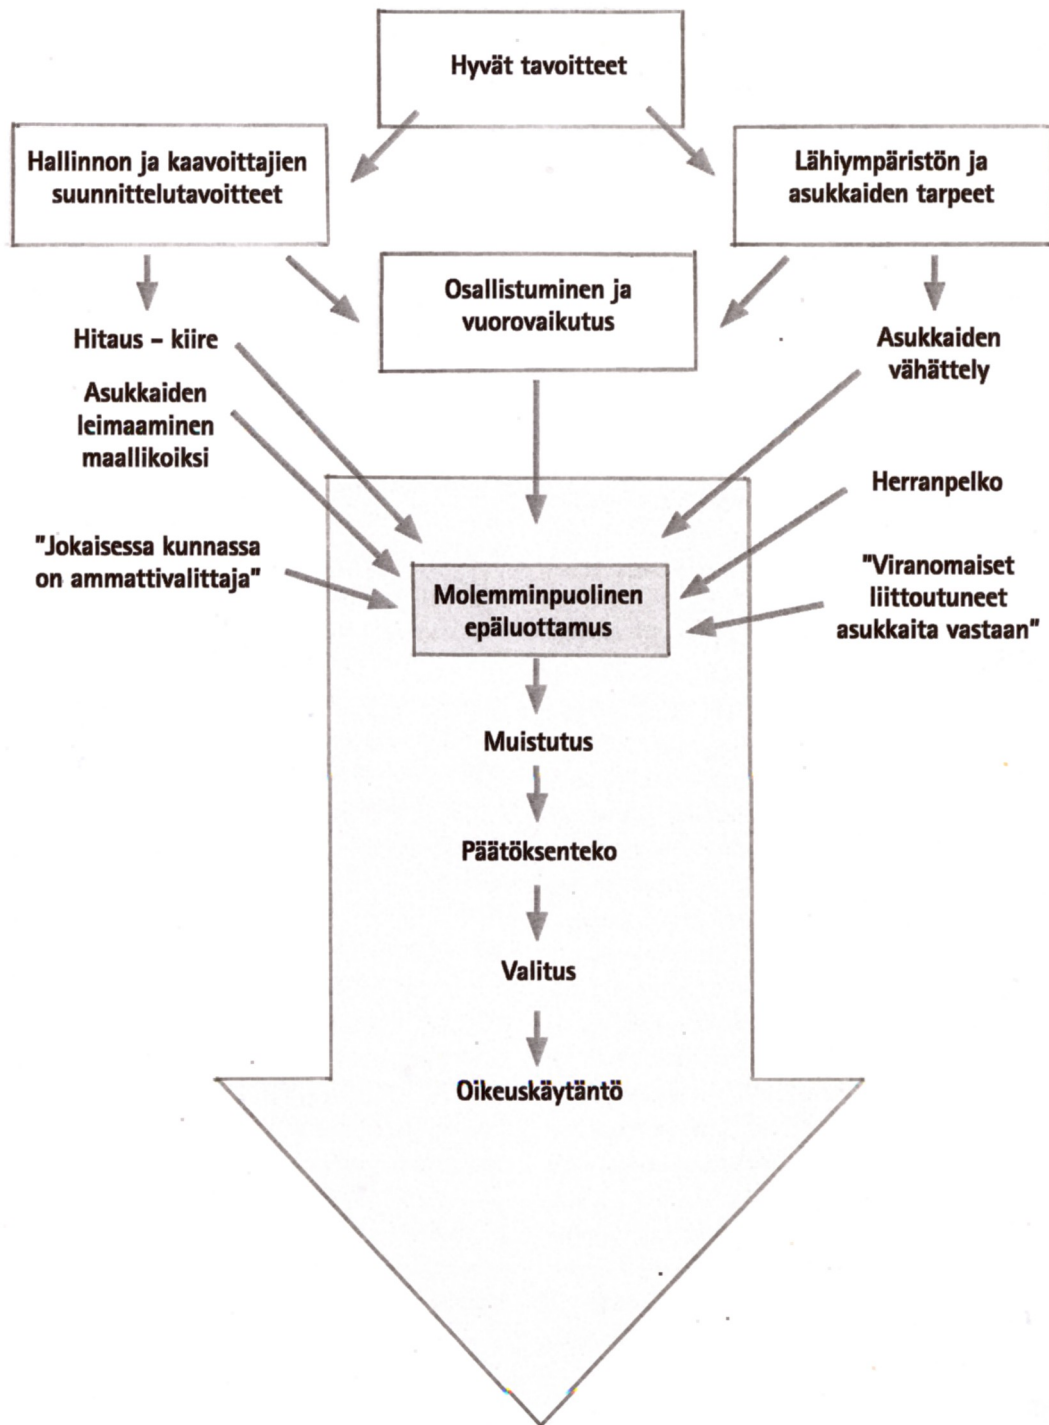 Hyvät tavoitteet
Hallinnon ja kaavoittajien
suunnittelutavoitteet
Lähiympäristön ja
asukkaiden tarpeet
Osallistuminen ja
vuorovaikutus
Hitaus – kiire
Asukkaiden
leimaaminen
maallikoiksi
"Jokaisessa kunnassa
on ammattivalittaja"
Asukkaiden
vähättely
Herranpelko
"Viranomaiset
liittoutuneet
asukkaita vastaan"
Molemminpuolinen
epäluottamus
Muistutus
Päätöksenteko
Valitus
Oikeuskäytäntö